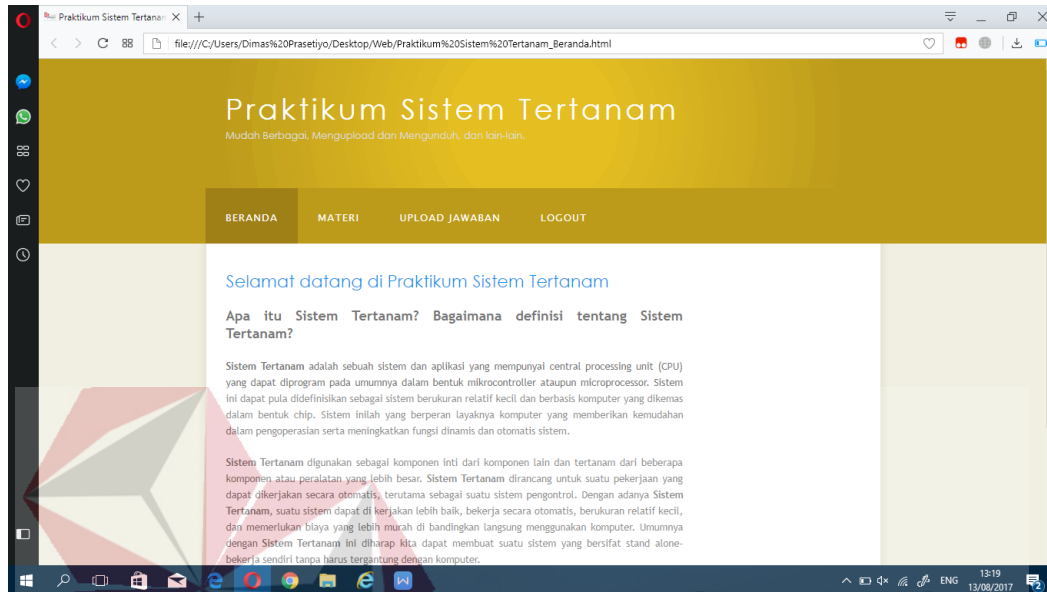 Praktikum Sistem Tertanam
file:///C:/Users/Dimas%20Prasetiyo/Desktop/Web/Praktikum%20Sistem%20Tertanam_Beranda.html
Praktikum Sistem Tertanam
Mudah Berbagai, Mengupload dan Mengunduh, dan lain-lain.
BERANDA MATERI UPLOAD JAWABAN LOGOUT
Selamat datang di Praktikum Sistem Tertanam
Apa itu Sistem Tertanam? Bagaimana definisi tentang Sistem
Tertanam?
Sistem Tertanam adalah sebuah sistem dan aplikasi yang mempunyai central processing unit (CPU)
yang dapat diprogram pada umumnya dalam bentuk mikrocontroller ataupun microprocessor. Sistem
ini dapat pula didefinisikan sebagai sistem berukuran relatif kecil dan berbasis komputer yang dikemas
dalam bentuk chip. Sistem inilah yang berperan layaknya komputer yang memberikan kemudahan
dalam pengoperasian serta meningkatkan fungsi dinamis dan otomatis sistem.
Sistem Tertanam digunakan sebagai komponen inti dari komponen lain dan tertanam dari beberapa
komponen atau peralatan yang lebih besar. Sistem Tertanam dirancang untuk suatu pekerjaan yang
dapat dikerjakan secara otomatis, terutama sebagai suatu sistem pengontrol. Dengan adanya Sistem
Tertanam, suatu sistem dapat di kerjakan lebih baik, bekerja secara otomatis, berukuran relatif kecil,
dan memerlukan biaya yang lebih murah di bandingkan langsung menggunakan komputer. Umumnya
dengan Sistem Tertanam ini diharap kita dapat membuat suatu sistem yang bersifat stand alone-
bekerja sendiri tanpa harus tergantung dengan komputer.
ENG
13:19
13/08/2017
2